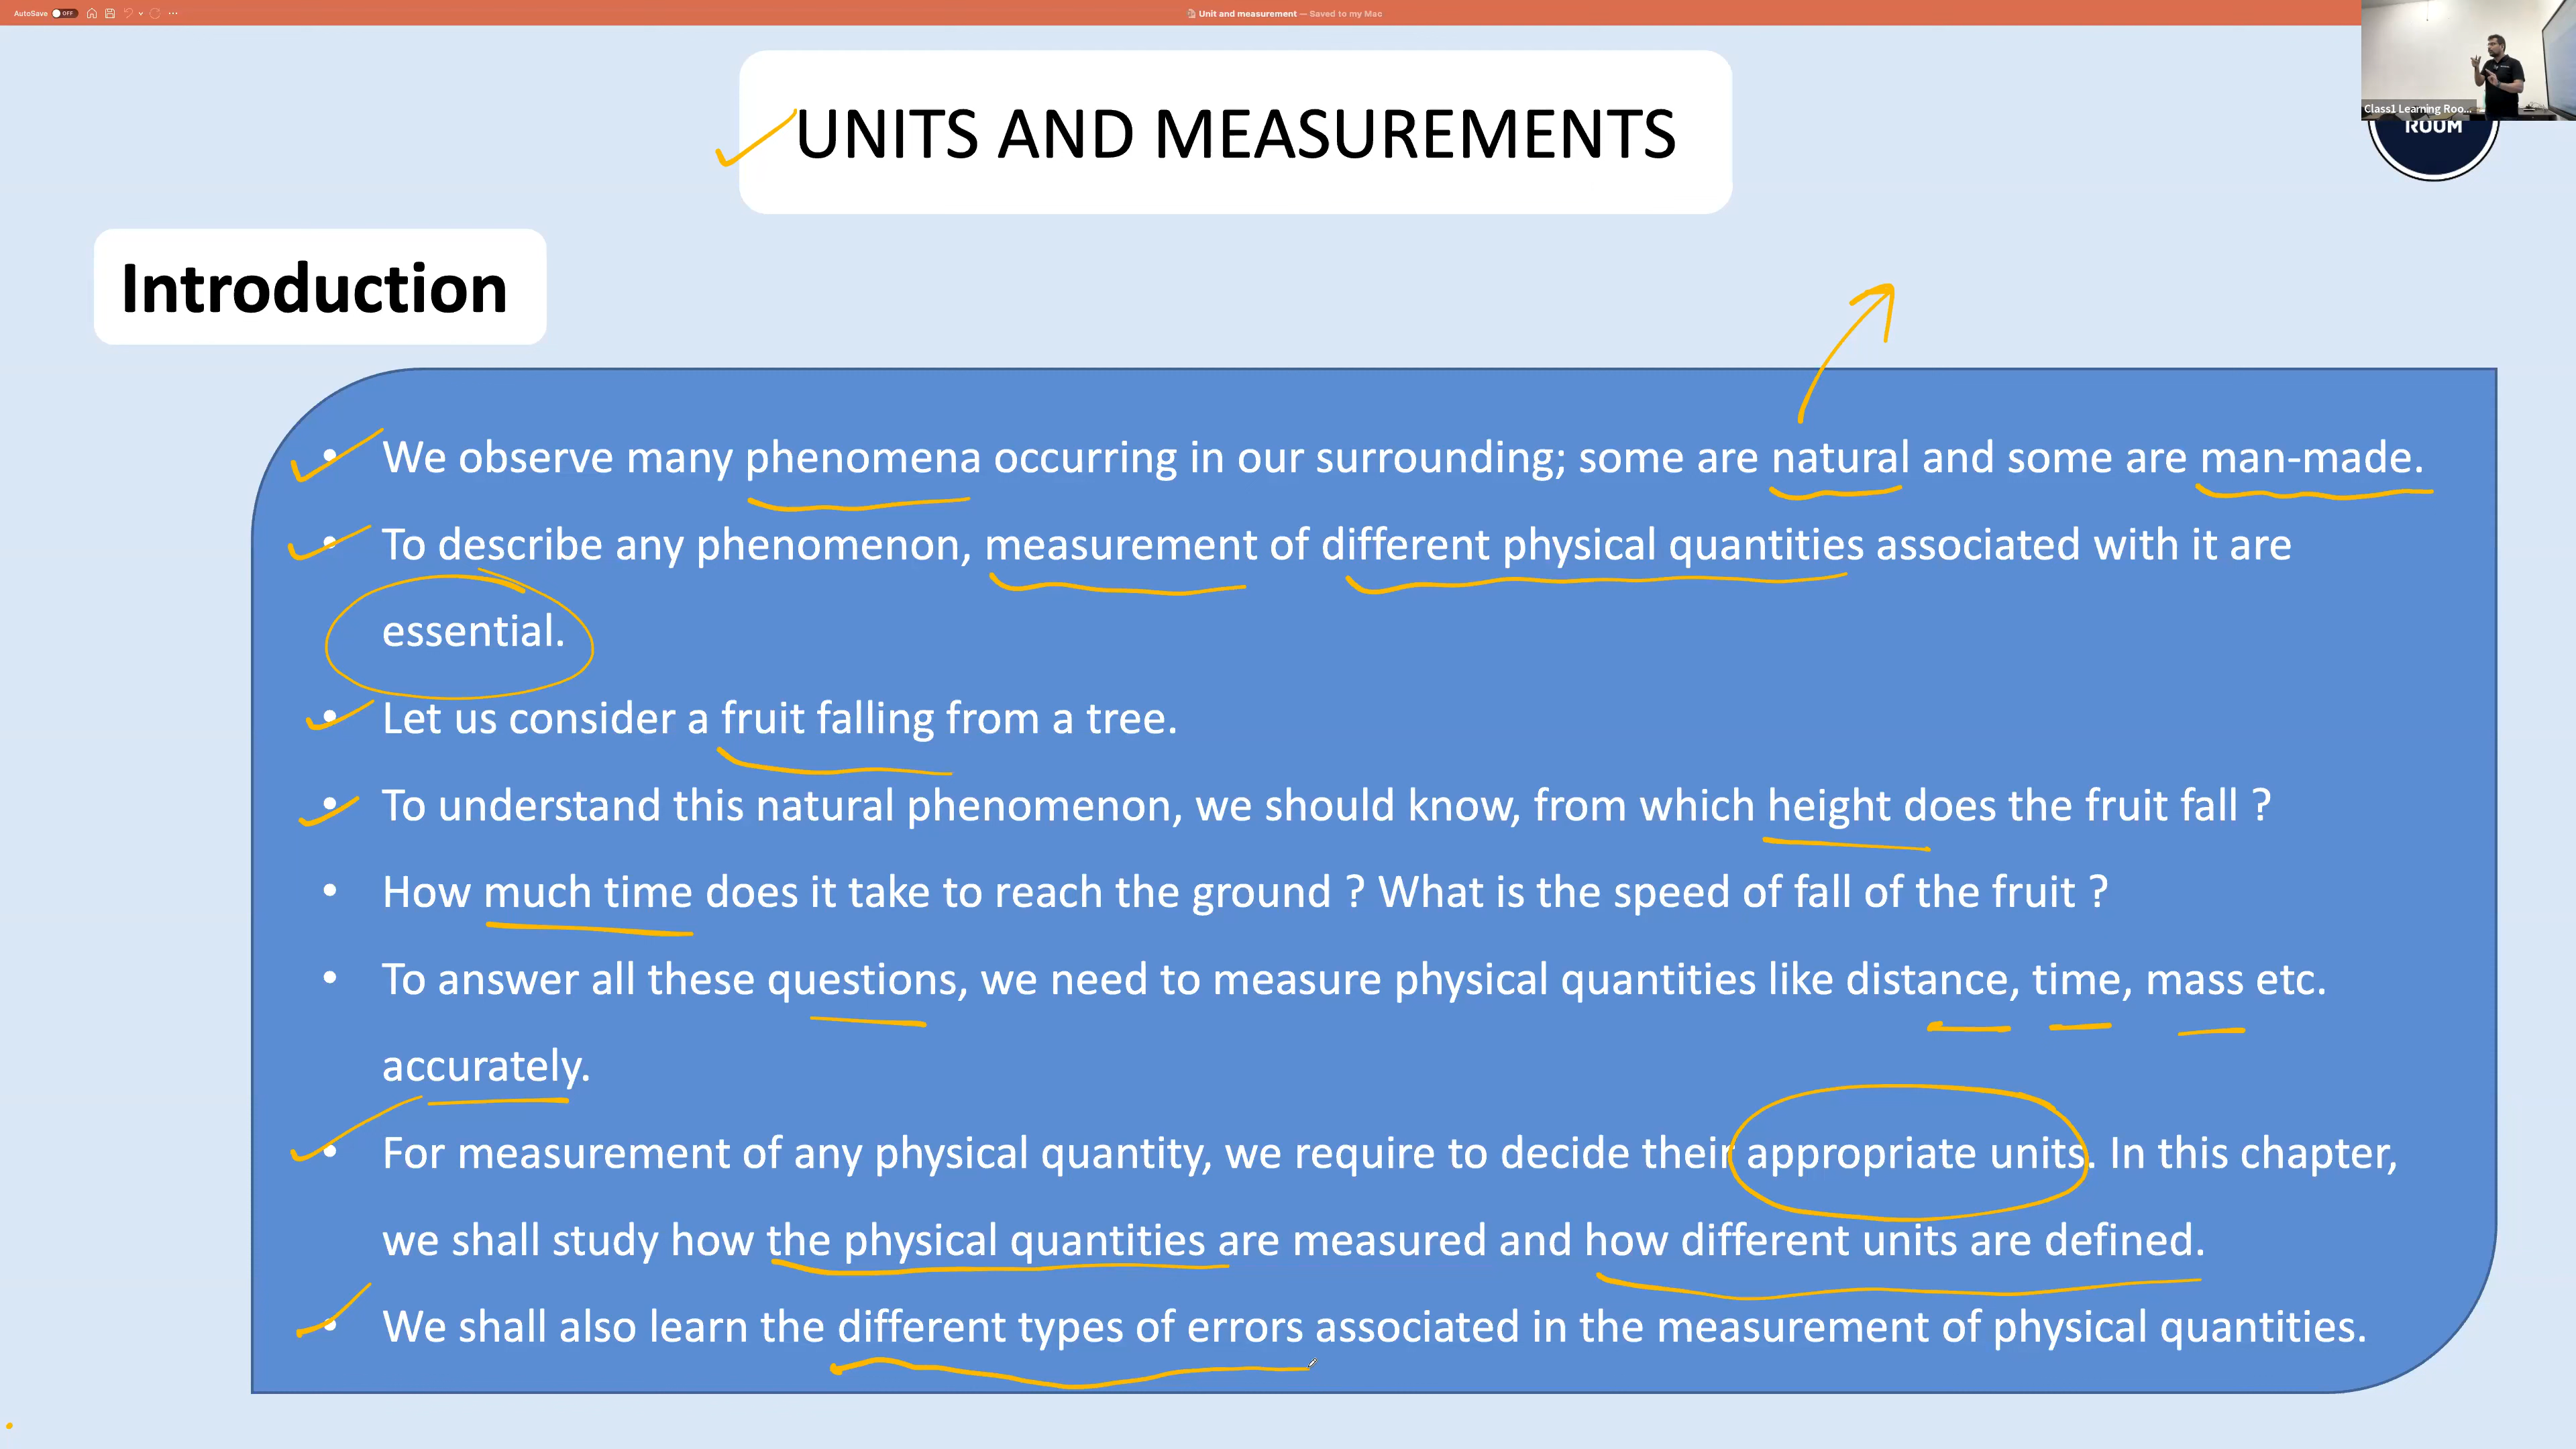 AutoSave OFF
Unit and measurement — Saved to my Mac
Class1 Learning Roo...
ROOM
UNITS AND MEASUREMENTS
Introduction
• We observe many phenomena occurring in our surrounding; some are natural and some are man-made.
• To describe any phenomenon, measurement of different physical quantities associated with it are
essential.
• Let us consider a fruit falling from a tree.
• To understand this natural phenomenon, we should know, from which height does the fruit fall ?
• How much time does it take to reach the ground ? What is the speed of fall of the fruit ?
• To answer all these questions, we need to measure physical quantities like distance, time, mass etc.
accurately.
• For measurement of any physical quantity, we require to decide their appropriate units. In this chapter,
we shall study how the physical quantities are measured and how different units are defined.
• We shall also learn the different types of errors associated in the measurement of physical quantities.